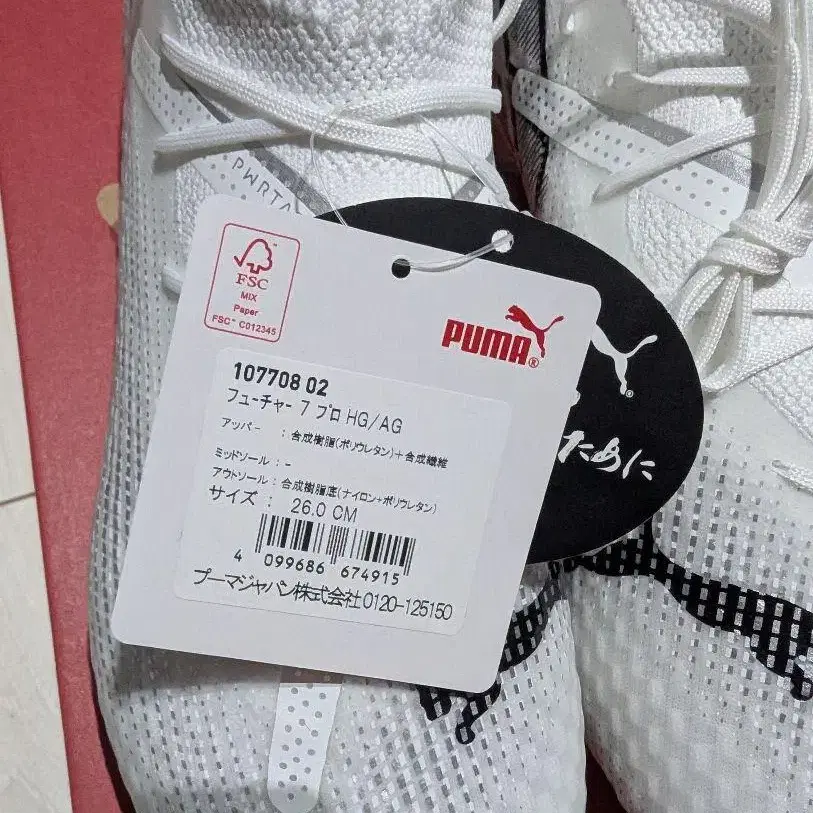 PWRTA
FSC
MIX
Paper
FSC™ C012345
PUMA
107708 02
フューチャー 7 プロ HG/AG
アッパー : 合成樹脂(ポリウレタン)+合成繊維
ミッドソール : -
アウトソール : 合成樹脂底(ナイロン+ポリウレタン)
サイズ : 26.0 CM
4 099686 674915
プーマジャパン株式会社 0120-125150
ために